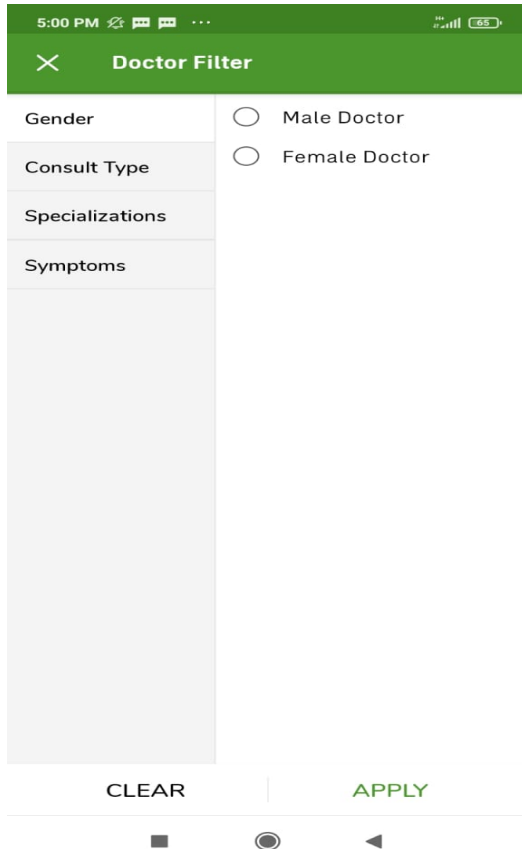 5:00 PM
65
Doctor Filter
Gender
Consult Type
Specializations
Symptoms
Male Doctor
Female Doctor
CLEAR
APPLY